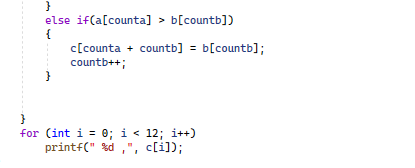 }
else if(a[counta] > b[countb])
{
c[counta + countb] = b[countb];
countb++;
}
}
for (int i = 0; i < 12; i++)
printf(" %d ,", c[i]);